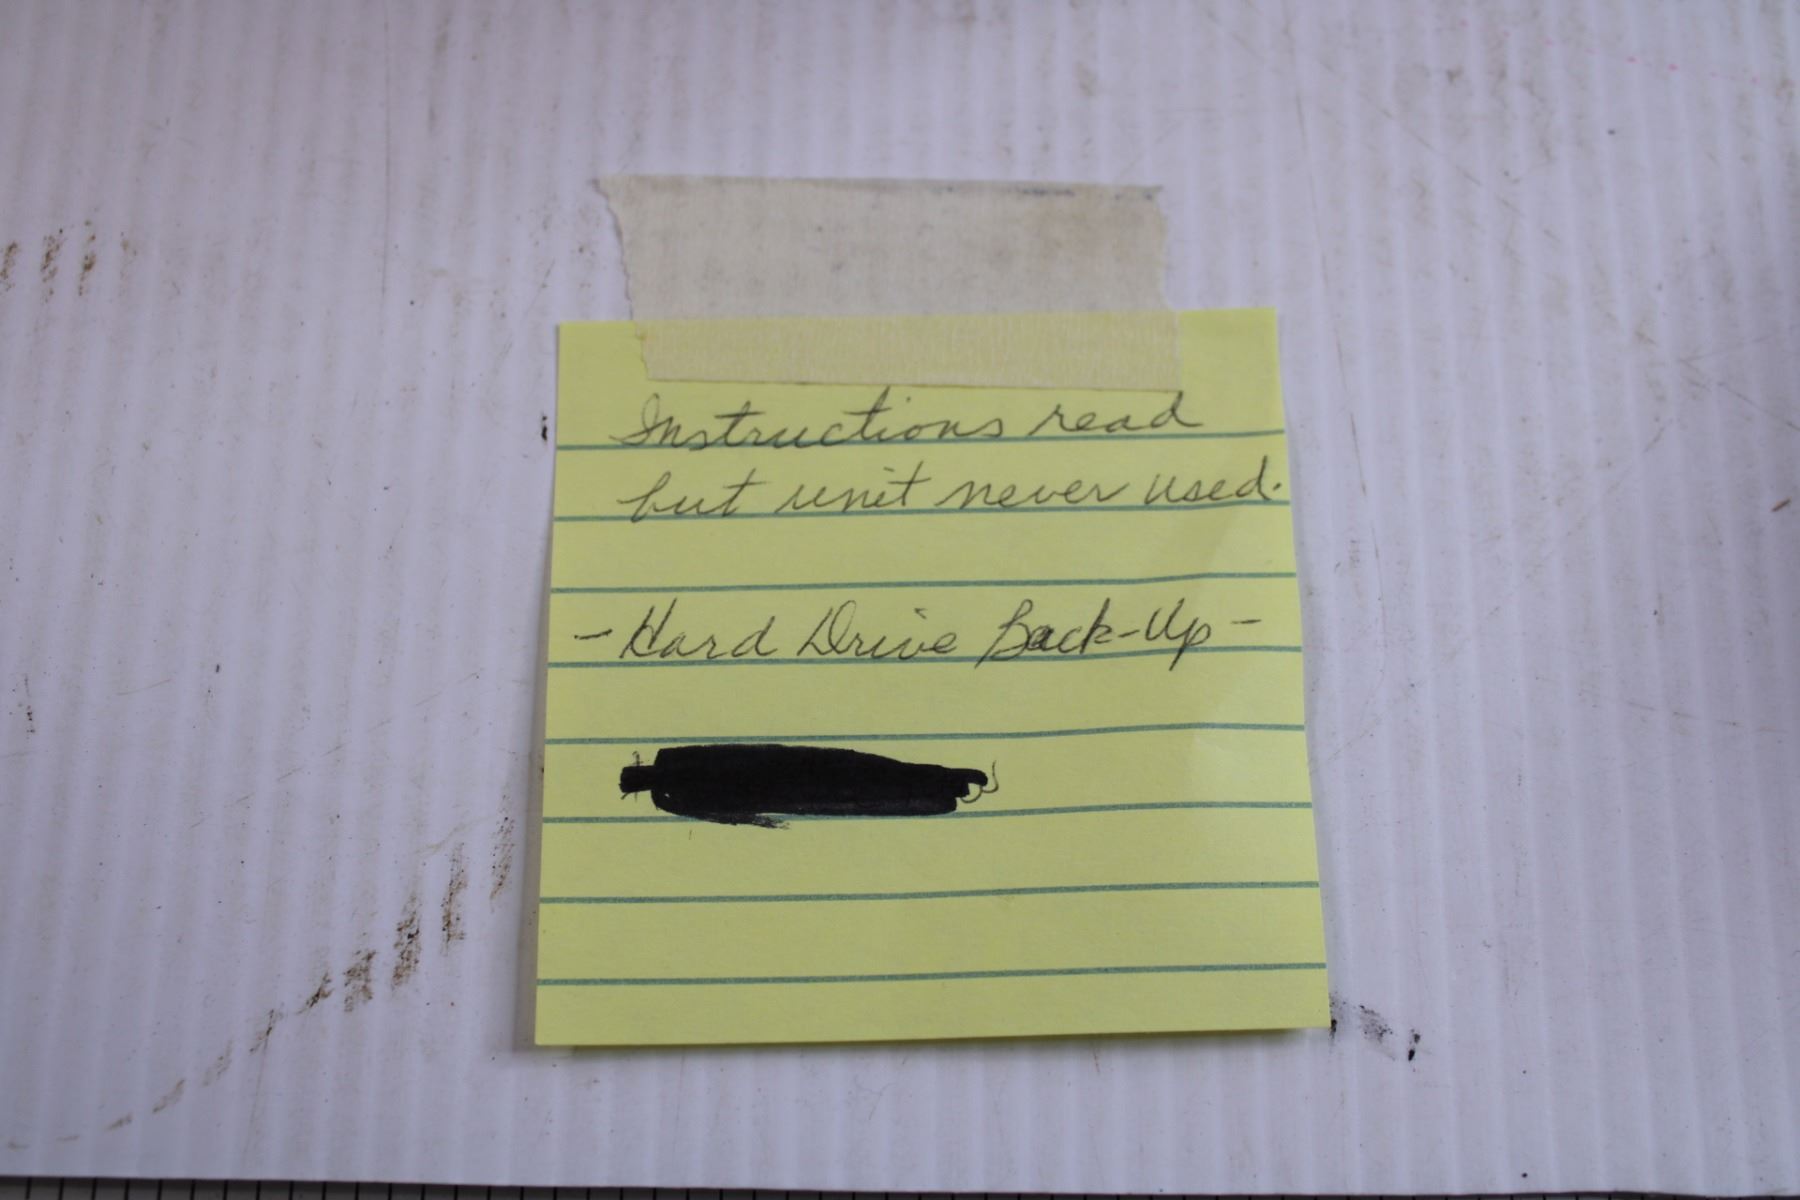 Instructions read
but unit never used.
- Hard Drive Back-Up -